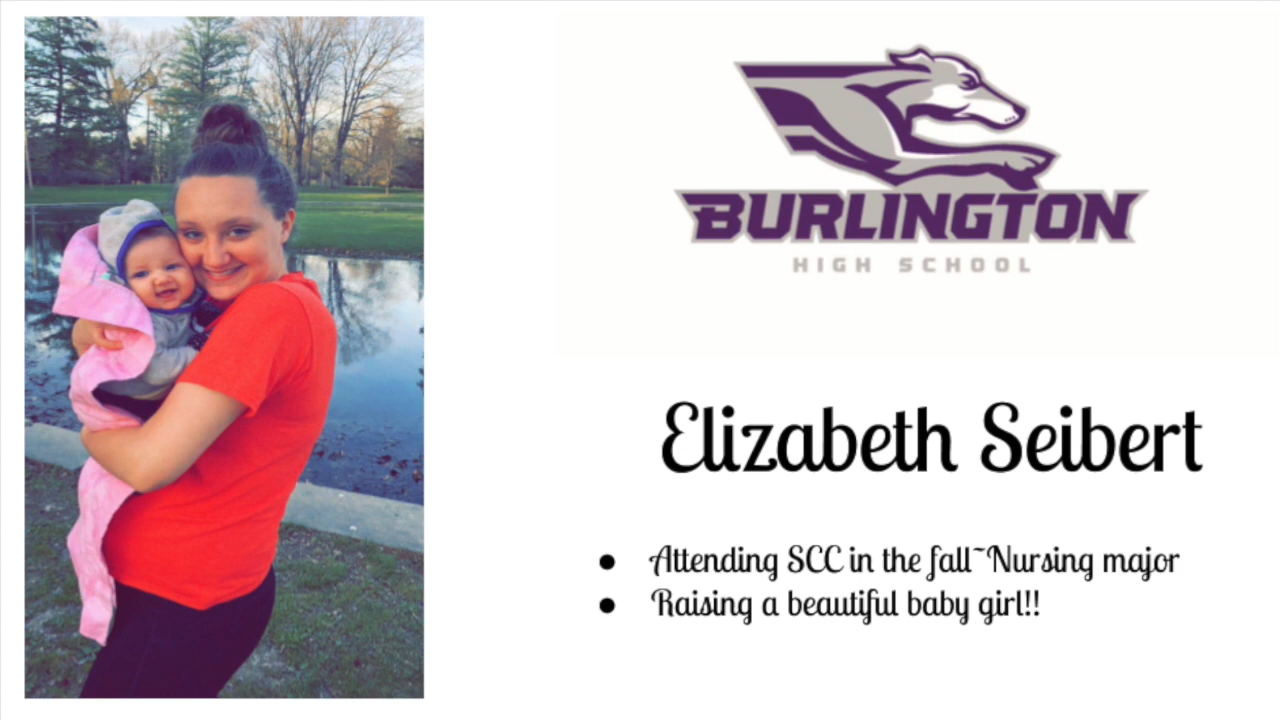 BURLINGTON
HIGH SCHOOL
Elizabeth Seibert
● Attending SCC in the fall~Nursing major
● Raising a beautiful baby girl!!